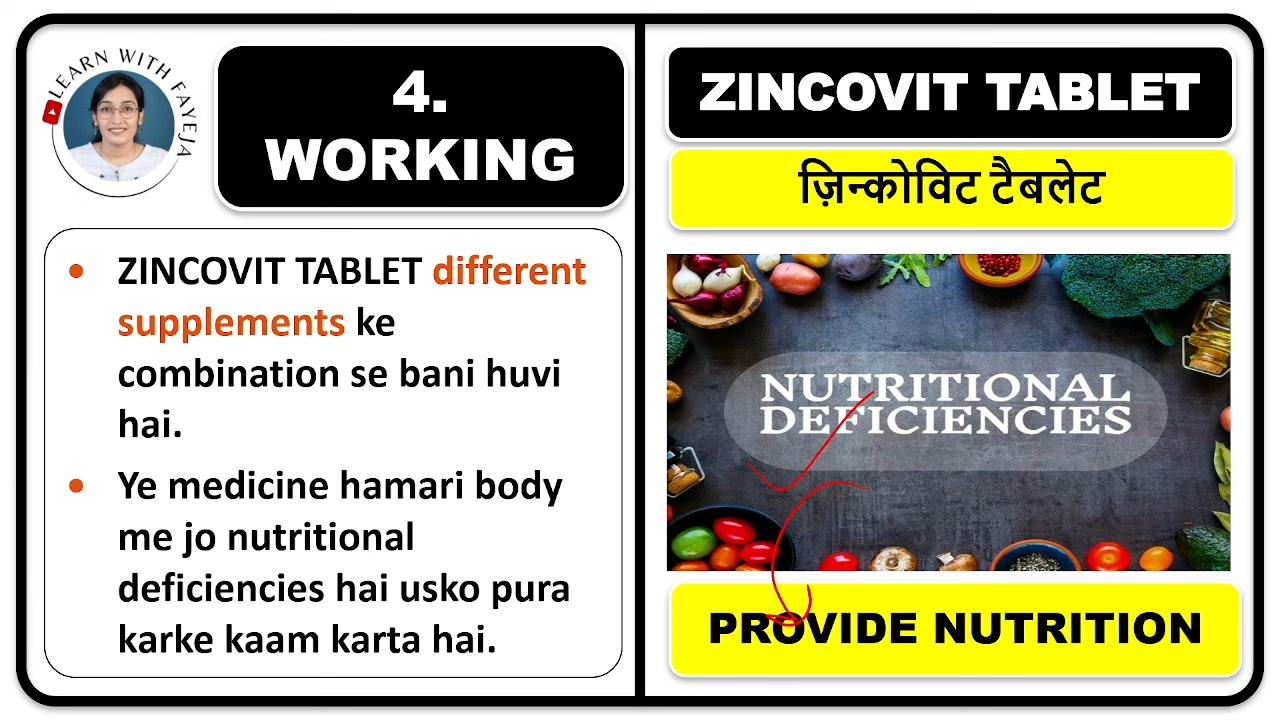 LEARN WITH FAYEJA
4.
WORKING
ZINCOVIT TABLET different
supplements ke
combination se bani huvi
hai.
Ye medicine hamari body
me jo nutritional
deficiencies hai usko pura
karke kaam karta hai.
ZINCOVIT TABLET
ज़िन्कोविट टैबलेट
NUTRITIONAL
DEFICIENCIES
PROVIDE NUTRITION